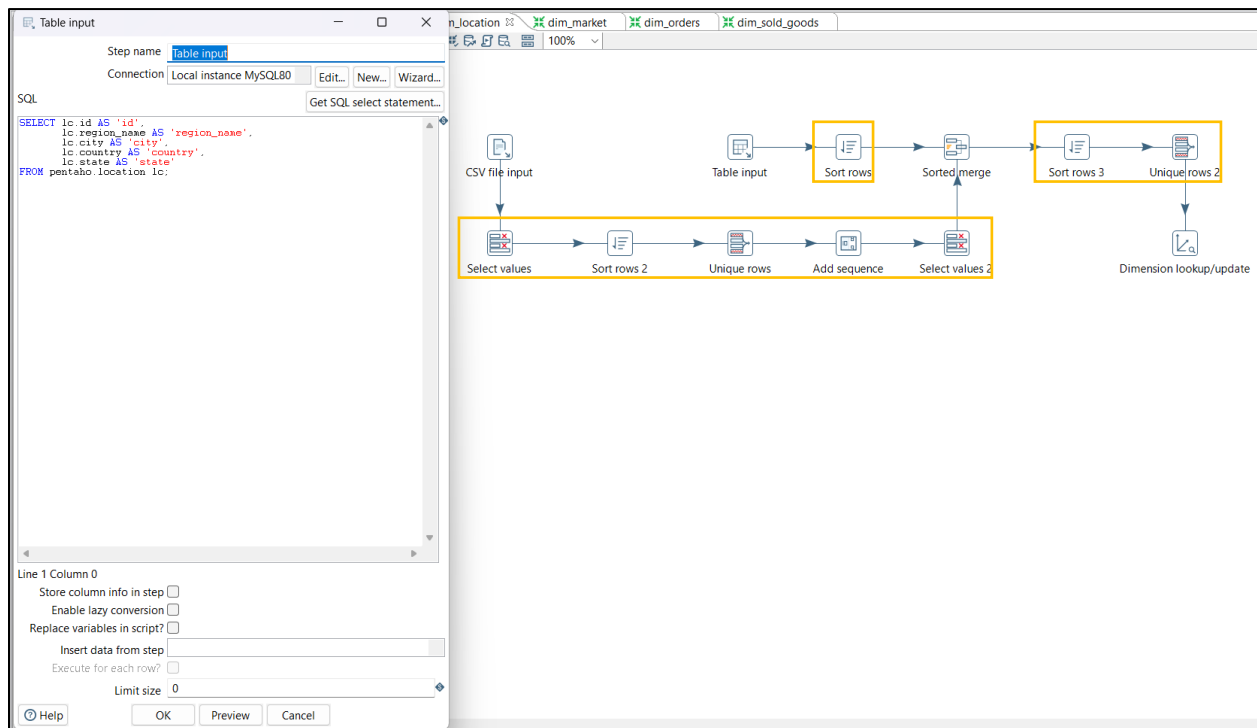 Table input
Step name Table input
Connection Local instance MySQL80 Edit... New... Wizard...
SQL Get SQL select statement...
SELECT lc.id AS 'id',
lc.region_name AS 'region_name',
lc.city AS 'city',
lc.country AS 'country',
lc.state AS 'state'
FROM pentaho.location lc;
Line 1 Column 0
Store column info in step
Enable lazy conversion
Replace variables in script?
Insert data from step
Execute for each row?
Limit size 0
Help OK Preview Cancel
m_location dim_market dim_orders dim_sold_goods
100%
CSV file input Table input Sort rows Sorted merge Sort rows 3 Unique rows 2
Select values Sort rows 2 Unique rows Add sequence Select values 2 Dimension lookup/update